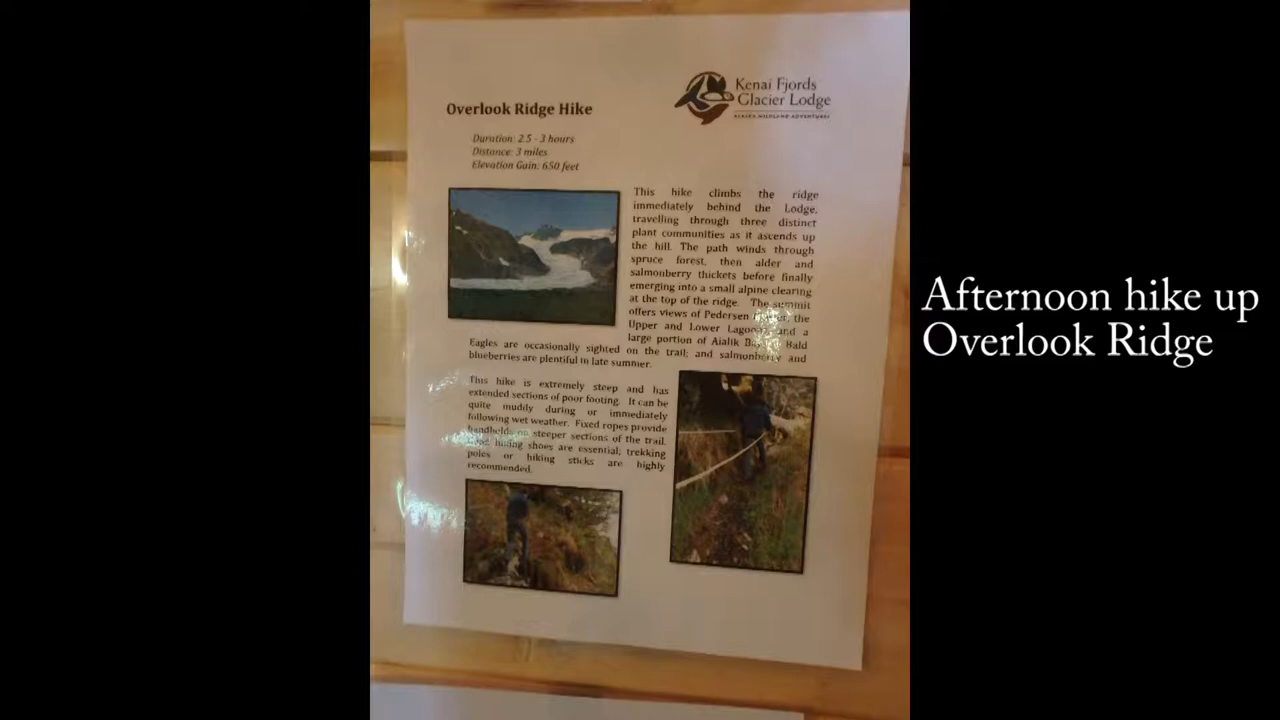 Overlook Ridge Hike
Kenai Fjords
Glacier Lodge
ALASKA WILDLAND ADVENTURES
Duration: 2.5 - 3 hours
Distance: 3 miles
Elevation Gain: 650 feet
This hike climbs the ridge
immediately behind the Lodge,
travelling through three distinct
plant communities as it ascends up
the hill. The path winds through
spruce forest, then alder and
salmonberry thickets before finally
emerging into a small alpine clearing
at the top of the ridge. The summit
offers views of Pedersen the
Upper and Lower Lagoons, and a
large portion of Aialik Bald
Eagles are occasionally sighted on the trail; and salmonberry and
blueberries are plentiful in late summer.
This hike is extremely steep and has
extended sections of poor footing. It can be
quite muddy during or immediately
following wet weather. Fixed ropes provide
handholds on steeper sections of the trail.
hiking shoes are essential; trekking
poles or hiking sticks are highly
recommended.
Afternoon hike up
Overlook Ridge